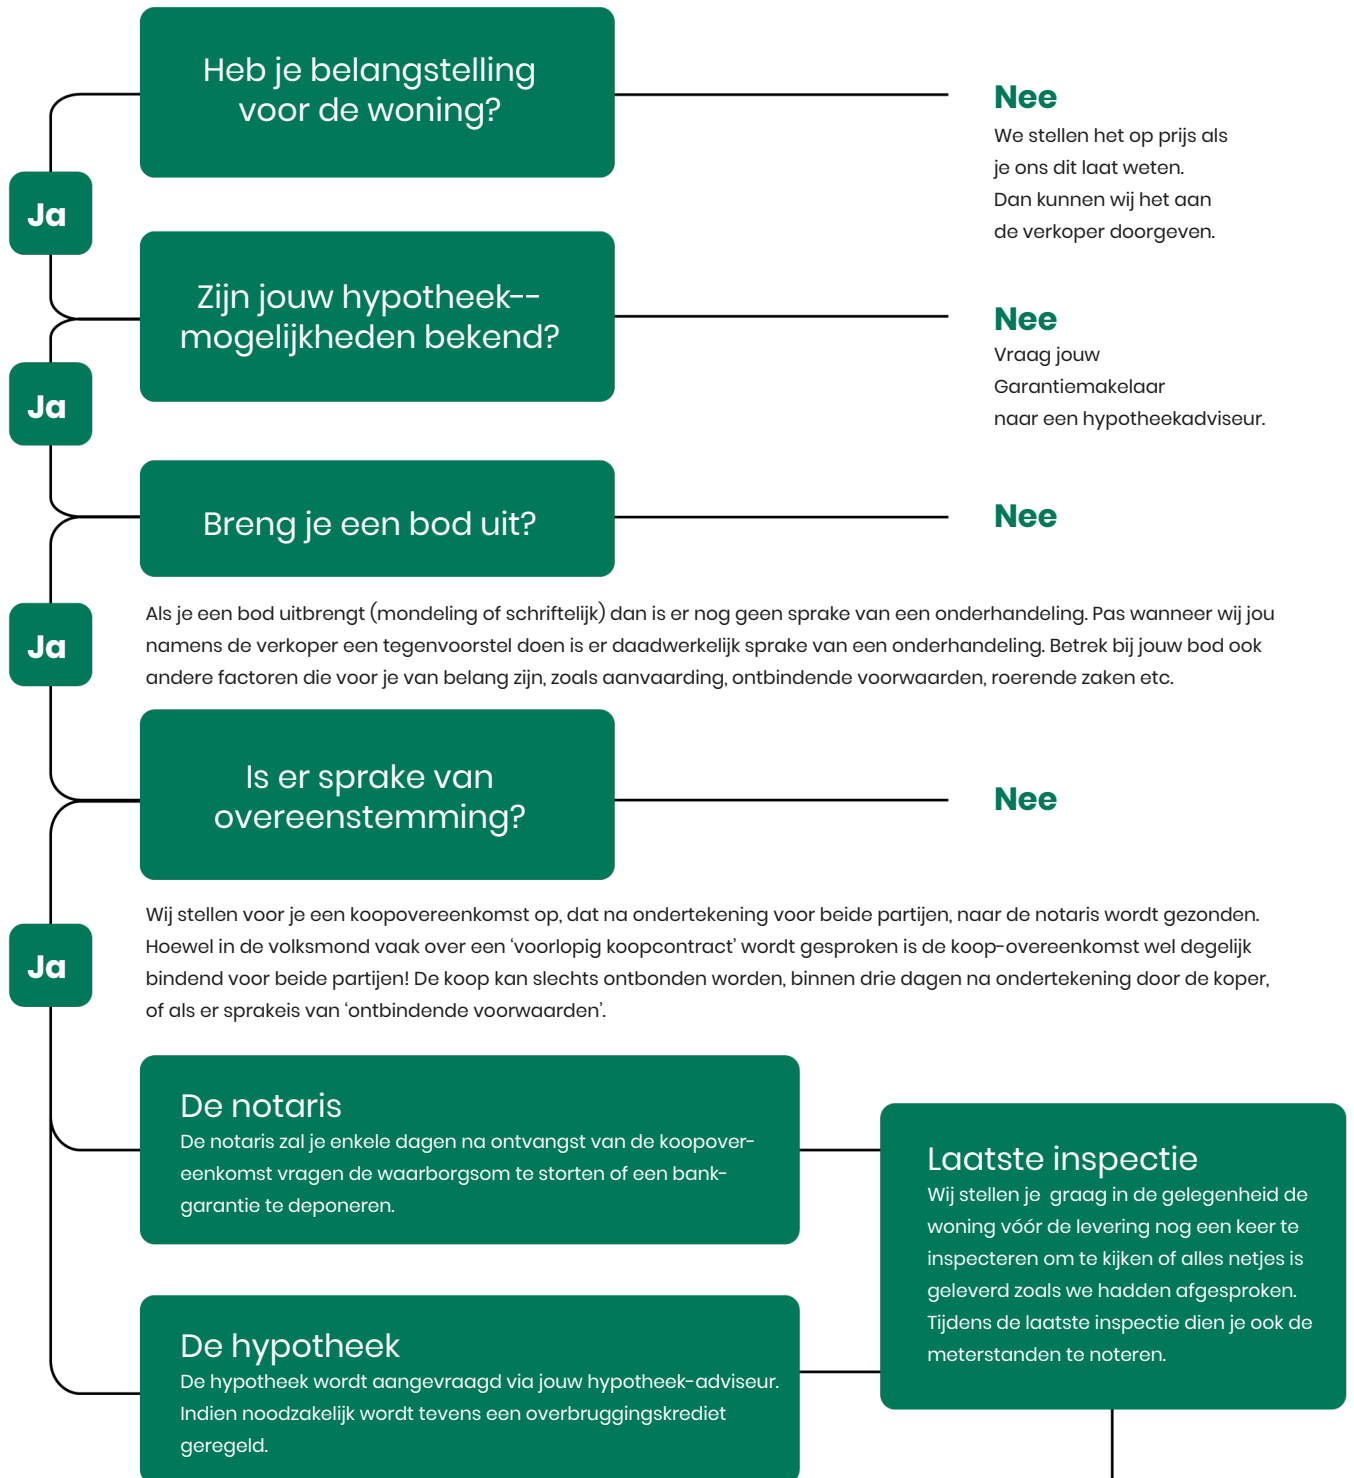 Heb je belangstelling
voor de woning?
Nee
We stellen het op prijs als
je ons dit laat weten.
Dan kunnen wij het aan
de verkoper doorgeven.
Ja
Zijn jouw hypotheek--
mogelijkheden bekend?
Nee
Vraag jouw
Garantiemakelaar
naar een hypotheekadviseur.
Ja
Breng je een bod uit?
Nee
Ja
Als je een bod uitbrengt (mondeling of schriftelijk) dan is er nog geen sprake van een onderhandeling. Pas wanneer wij jou
namens de verkoper een tegenvoorstel doen is er daadwerkelijk sprake van een onderhandeling. Betrek bij jouw bod ook
andere factoren die voor je van belang zijn, zoals aanvaarding, ontbindende voorwaarden, roerende zaken etc.
Is er sprake van
overeenstemming?
Nee
Ja
Wij stellen voor je een koopovereenkomst op, dat na ondertekening voor beide partijen, naar de notaris wordt gezonden.
Hoewel in de volksmond vaak over een ‘voorlopig koopcontract’ wordt gesproken is de koop-overeenkomst wel degelijk
bindend voor beide partijen! De koop kan slechts ontbonden worden, binnen drie dagen na ondertekening door de koper,
of als er sprakeis van ‘ontbindende voorwaarden’.
De notaris
De notaris zal je enkele dagen na ontvangst van de koopover-
eenkomst vragen de waarborgsom te storten of een bank-
garantie te deponeren.
Laatste inspectie
Wij stellen je graag in de gelegenheid de
woning vóór de levering nog een keer te
inspecteren om te kijken of alles netjes is
geleverd zoals we hadden afgesproken.
Tijdens de laatste inspectie dien je ook de
meterstanden te noteren.
De hypotheek
De hypotheek wordt aangevraagd via jouw hypotheek-adviseur.
Indien noodzakelijk wordt tevens een overbruggingskrediet
geregeld.